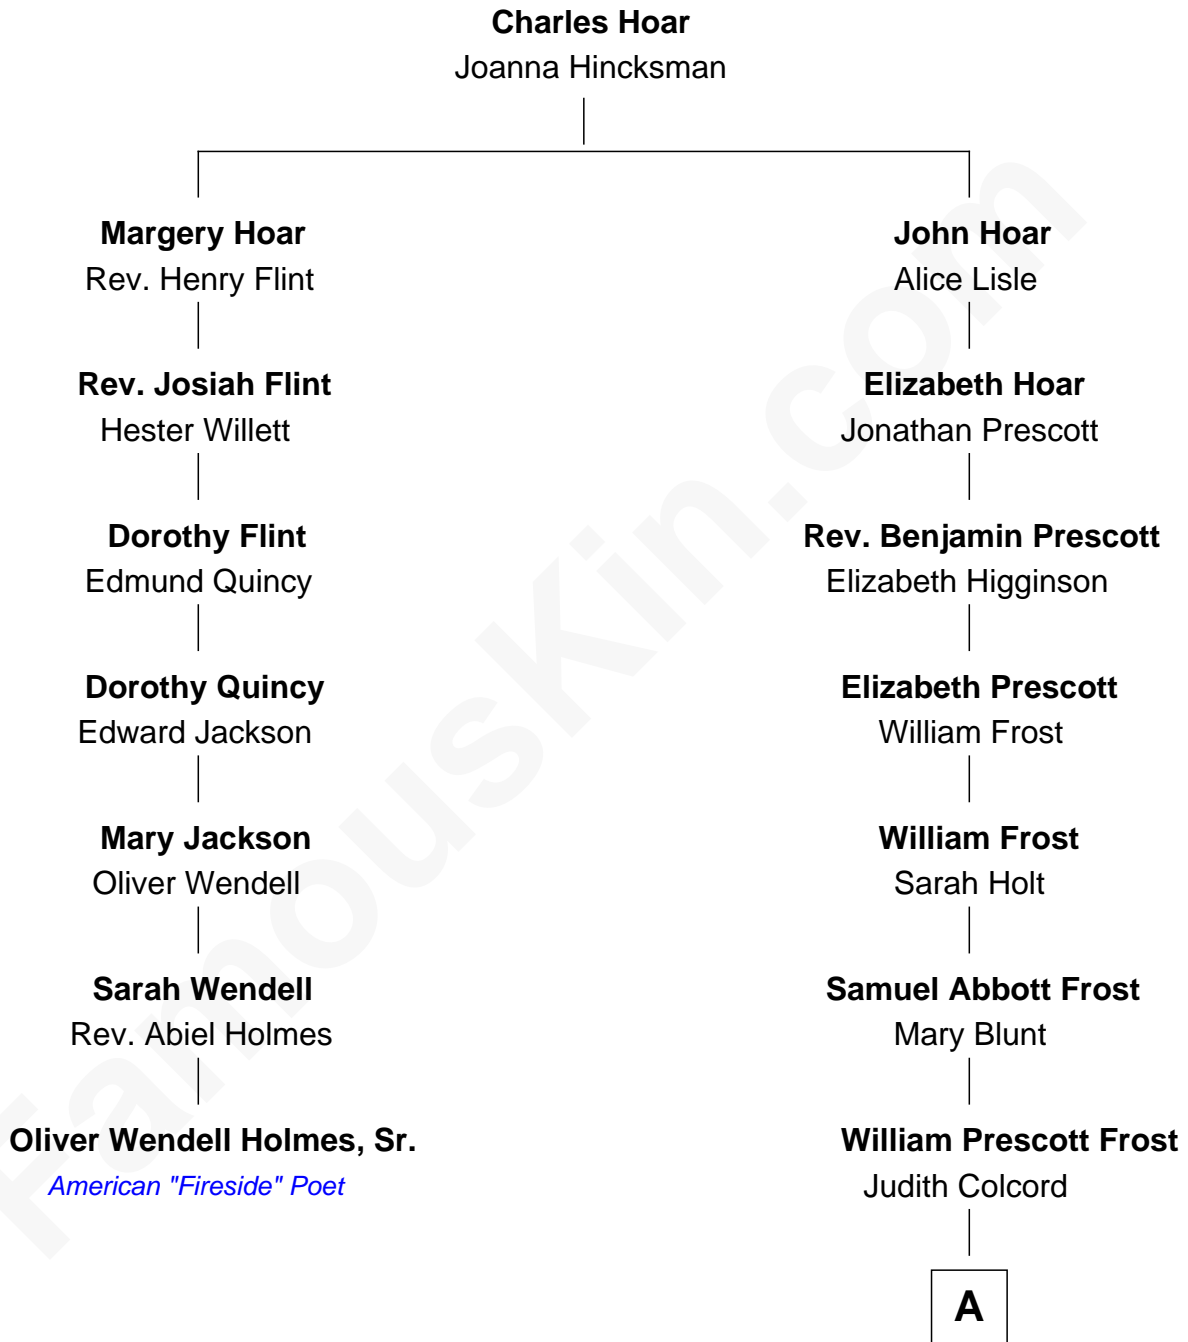 Charles Hoar
Joanna Hincksman
Margery Hoar
Rev. Henry Flint
John Hoar
Alice Lisle
Rev. Josiah Flint
Hester Willett
Elizabeth Hoar
Jonathan Prescott
Dorothy Flint
Edmund Quincy
Rev. Benjamin Prescott
Elizabeth Higginson
Dorothy Quincy
Edward Jackson
Elizabeth Prescott
William Frost
Mary Jackson
Oliver Wendell
William Frost
Sarah Holt
Sarah Wendell
Rev. Abiel Holmes
Samuel Abbott Frost
Mary Blunt
Oliver Wendell Holmes, Sr.
American "Fireside" Poet
William Prescott Frost
Judith Colcord
A
FamousKin.com